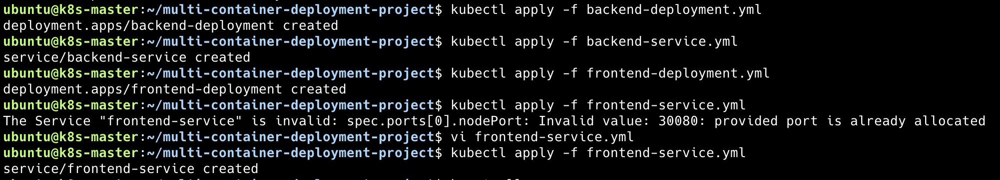 ubuntu@k8s-master:~/multi-container-deployment-project$ kubectl apply -f backend-deployment.yml
deployment.apps/backend-deployment created
ubuntu@k8s-master:~/multi-container-deployment-project$ kubectl apply -f backend-service.yml
service/backend-service created
ubuntu@k8s-master:~/multi-container-deployment-project$ kubectl apply -f frontend-deployment.yml
deployment.apps/frontend-deployment created
ubuntu@k8s-master:~/multi-container-deployment-project$ kubectl apply -f frontend-service.yml
The Service "frontend-service" is invalid: spec.ports[0].nodePort: Invalid value: 30080: provided port is already allocated
ubuntu@k8s-master:~/multi-container-deployment-project$ vi frontend-service.yml
ubuntu@k8s-master:~/multi-container-deployment-project$ kubectl apply -f frontend-service.yml
service/frontend-service created